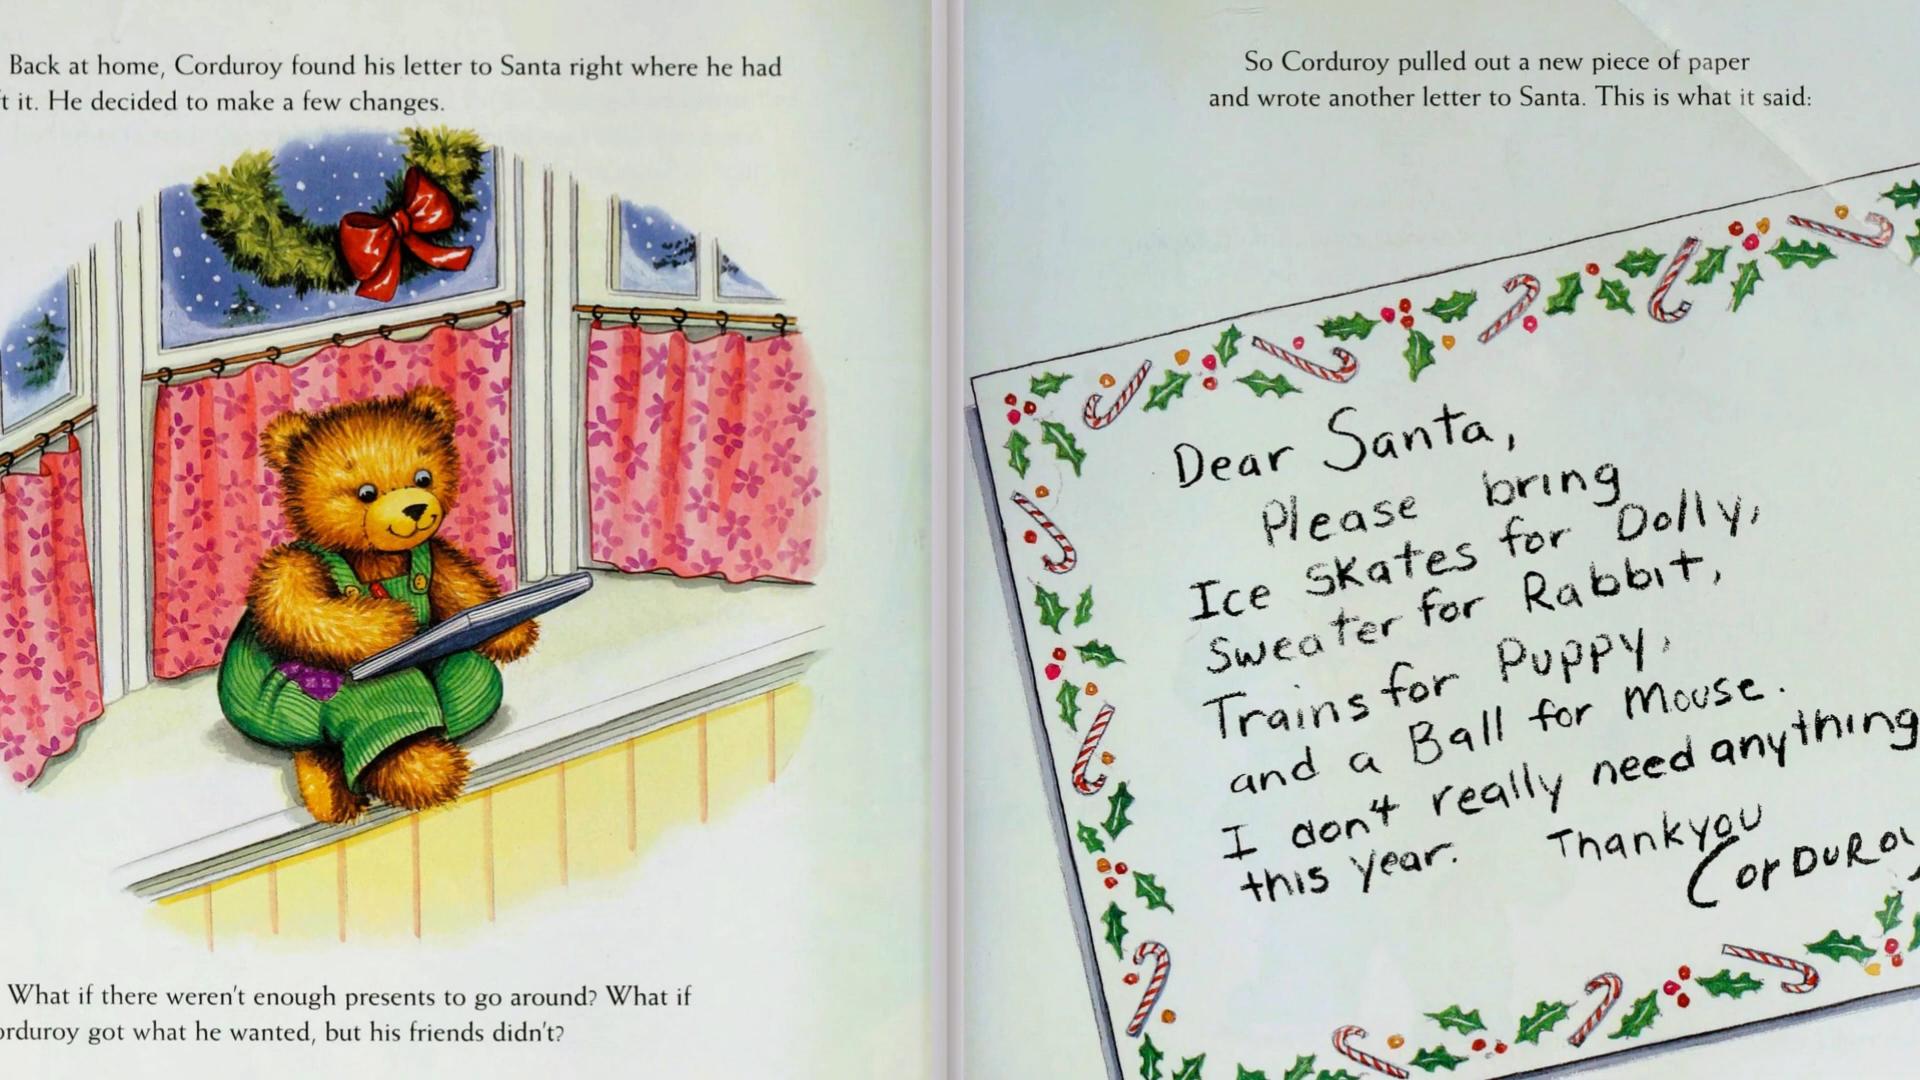 Back at home, Corduroy found his letter to Santa right where he had
t it. He decided to make a few changes.
What if there weren't enough presents to go around? What if
orduroy got what he wanted, but his friends didn't?
So Corduroy pulled out a new piece of paper
and wrote another letter to Santa. This is what it said:
Dear Santa,
Please bring
Ice skates for Dolly,
Sweater for Rabbit,
Trains for Puppy,
and a Ball for Mouse.
I don't really need anything
this year. Thankyou
CorDURoy